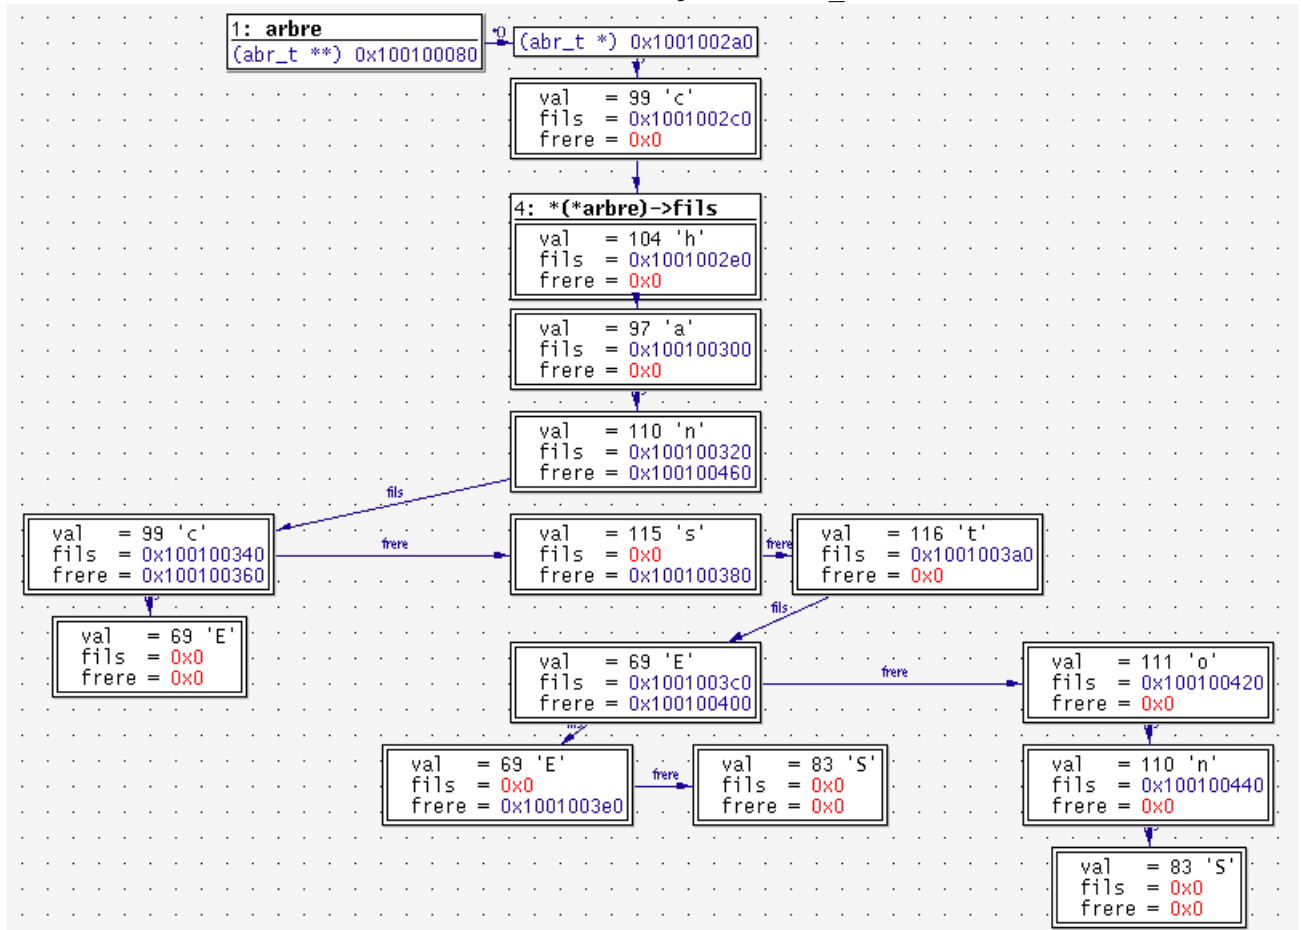 1: arbre
(abr_t **) 0x100100080
*()
(abr_t *) 0x1001002a0
val = 99 'c'
fils = 0x1001002c0
frere = 0x0
4: *(*arbre)->fils
val = 104 'h'
fils = 0x1001002e0
frere = 0x0
val = 97 'a'
fils = 0x100100300
frere = 0x0
val = 110 'n'
fils = 0x100100320
frere = 0x100100460
fils
val = 99 'c'
fils = 0x100100340
frere = 0x100100360
frere
val = 115 's'
fils = 0x0
frere = 0x100100380
frere
val = 116 't'
fils = 0x1001003a0
frere = 0x0
fils
val = 69 'E'
fils = 0x0
frere = 0x0
val = 69 'E'
fils = 0x1001003c0
frere = 0x100100400
frere
val = 111 'o'
fils = 0x100100420
frere = 0x0
val = 69 'E'
fils = 0x0
frere = 0x1001003e0
frere
val = 83 'S'
fils = 0x0
frere = 0x0
val = 110 'n'
fils = 0x100100440
frere = 0x0
val = 83 'S'
fils = 0x0
frere = 0x0